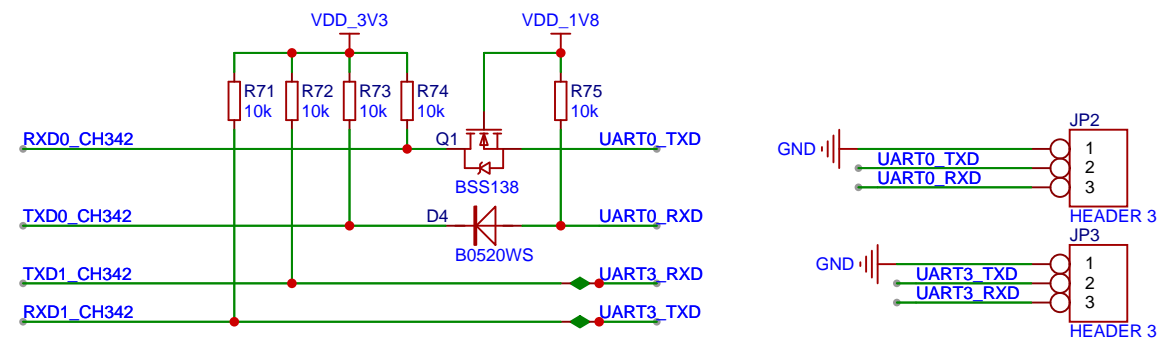 VDD_3V3
VDD_1V8
R71
10k
R72
10k
R73
10k
R74
10k
R75
10k
RXD0_CH342
Q1
UART0_TXD
BSS138
TXD0_CH342
D4
UART0_RXD
B0520WS
TXD1_CH342
UART3_RXD
RXD1_CH342
UART3_TXD
JP2
GND
1
UART0_TXD
2
UART0_RXD
3
HEADER 3
JP3
GND
1
UART3_TXD
2
UART3_RXD
3
HEADER 3